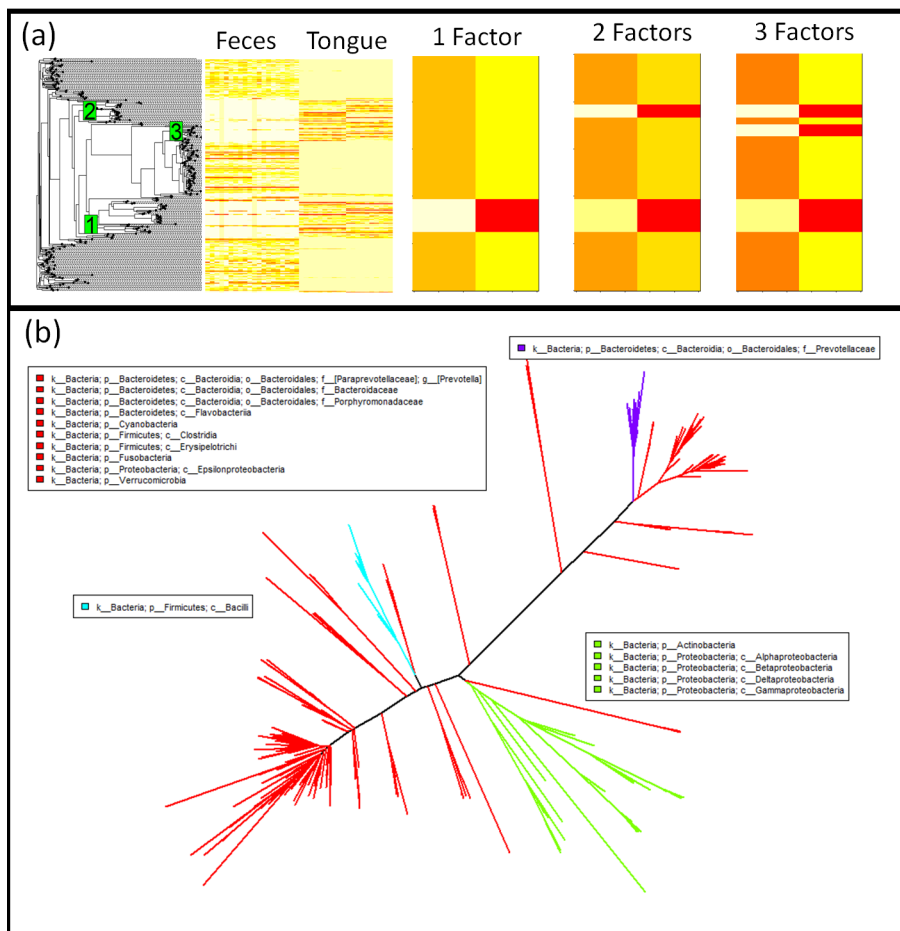 (a)
Feces Tongue 1 Factor 2 Factors 3 Factors
2
3
1
(b)
k__Bacteria; p__Bacteroidetes; c__Bacteroidia; o__Bacteroidales; f__Prevotellaceae
k__Bacteria; p__Bacteroidetes; c__Bacteroidia; o__Bacteroidales; f__[Paraprevotellaceae]; g__[Prevotella]
k__Bacteria; p__Bacteroidetes; c__Bacteroidia; o__Bacteroidales; f__Bacteroidaceae
k__Bacteria; p__Bacteroidetes; c__Bacteroidia; o__Bacteroidales; f__Porphyromonadaceae
k__Bacteria; p__Bacteroidetes; c__Flavobacteriia
k__Bacteria; p__Cyanobacteria
k__Bacteria; p__Firmicutes; c__Clostridia
k__Bacteria; p__Firmicutes; c__Erysipelotrichi
k__Bacteria; p__Fusobacteria
k__Bacteria; p__Proteobacteria; c__Epsilonproteobacteria
k__Bacteria; p__Verrucomicrobia
k__Bacteria; p__Firmicutes; c__Bacilli
k__Bacteria; p__Actinobacteria
k__Bacteria; p__Proteobacteria; c__Alphaproteobacteria
k__Bacteria; p__Proteobacteria; c__Betaproteobacteria
k__Bacteria; p__Proteobacteria; c__Deltaproteobacteria
k__Bacteria; p__Proteobacteria; c__Gammaproteobacteria